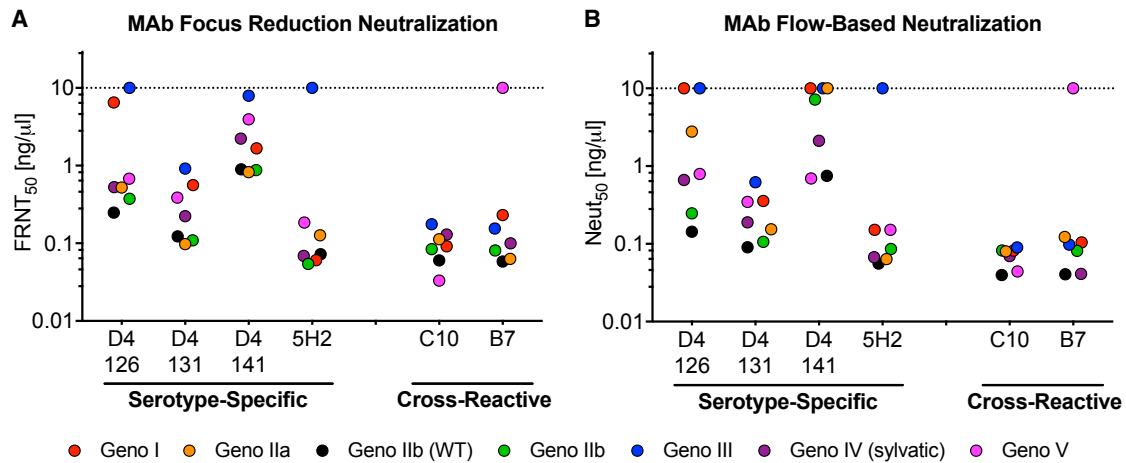 A
MAb Focus Reduction Neutralization
FRNT50 [ng/µl]
10
1
0.1
0.01
D4 126
D4 131
D4 141
5H2
C10
B7
Serotype-Specific
Cross-Reactive
B
MAb Flow-Based Neutralization
Neut50 [ng/µl]
10
1
0.1
0.01
D4 126
D4 131
D4 141
5H2
C10
B7
Serotype-Specific
Cross-Reactive
Geno I Geno IIa Geno IIb (WT) Geno IIb Geno III Geno IV (sylvatic) Geno V